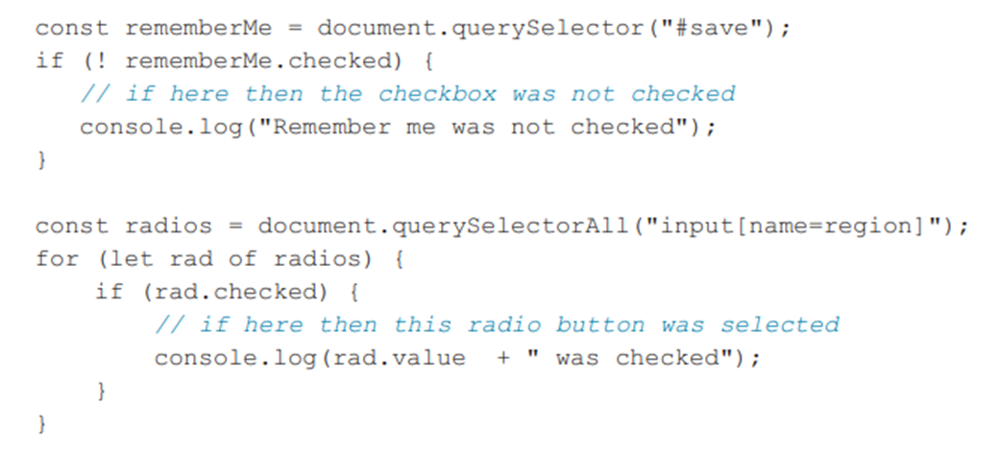 const rememberMe = document.querySelector("#save");
if (! rememberMe.checked) {
   // if here then the checkbox was not checked
   console.log("Remember me was not checked");
}

const radios = document.querySelectorAll("input[name=region]");
for (let rad of radios) {
    if (rad.checked) {
        // if here then this radio button was selected
        console.log(rad.value  + " was checked");
    }
}